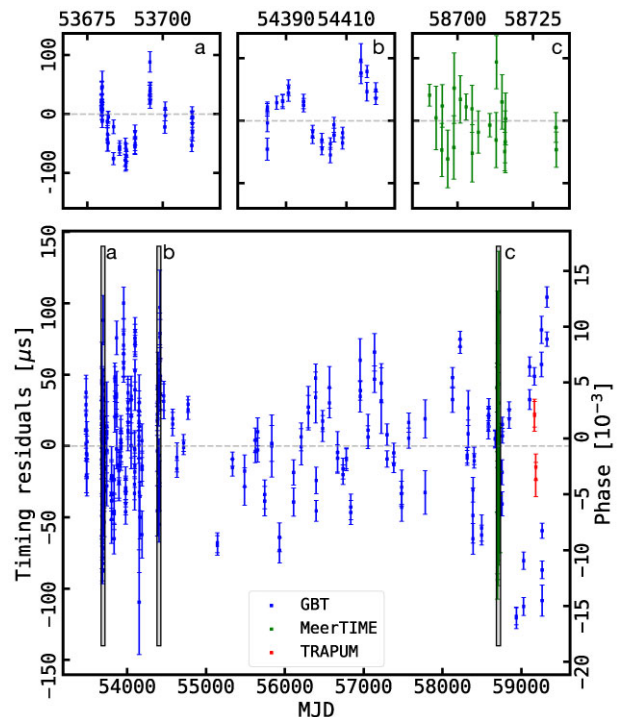 53675 53700
54390 54410
58700 58725
a
b
c
100
0
-100
150
100
50
0
-50
-100
-150
Timing residuals [μs]
a
b
c
15
10
5
0
-5
-10
-15
-20
Phase [10⁻³]
GBT
MeerTIME
TRAPUM
54000 55000 56000 57000 58000 59000
MJD